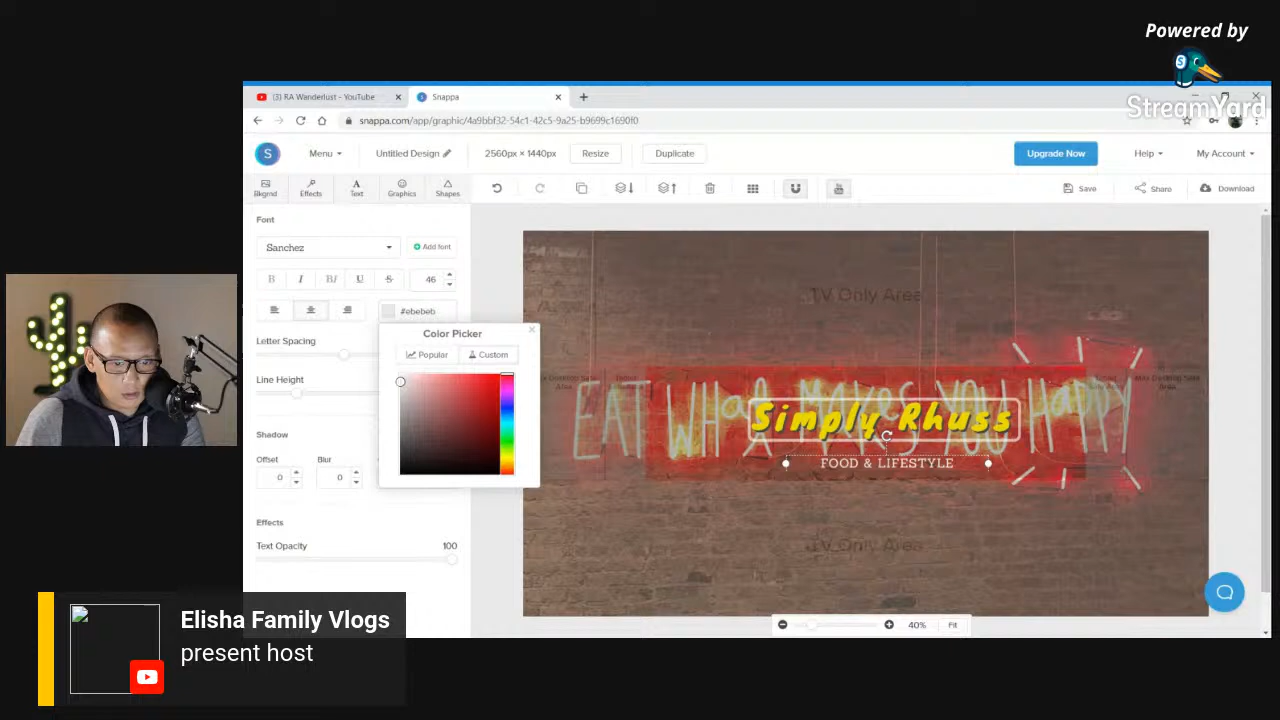 Powered by
StreamYard
(3) RA Wanderlust - YouTube
Snappa
snappa.com/app/graphic/4a9bbf32-54c1-42c5-9a25-b9699c1690f0
S
Menu
Untitled Design
2560px × 1440px
Resize
Duplicate
Upgrade Now
Help
My Account
Bkgrnd
Effects
Text
Graphics
Shapes
Save
Share
Download
Font
Sanchez
Add font
B
I
U
S
46
#ebebeb
Letter Spacing
Line Height
Color Picker
Popular
Custom
Shadow
Offset
Blur
0
0
Effects
Text Opacity
100
TV Only Area
EAT WHAT MAKES YOU HAPPY
Simply Rhuss
FOOD & LIFESTYLE
TV Only Area
40%
Fit
Elisha Family Vlogs
present host